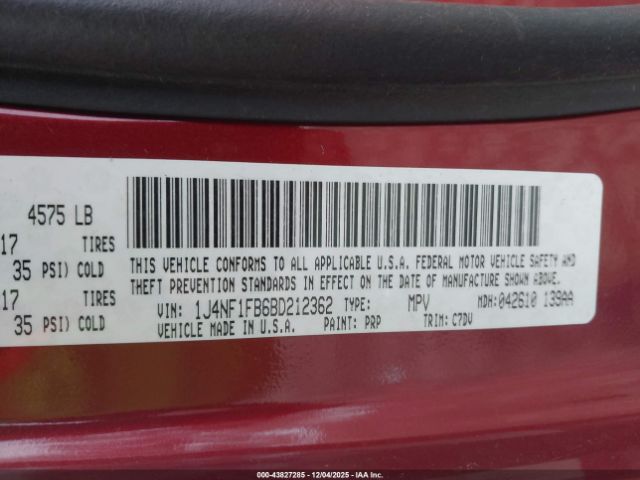 4575 LB
17 TIRES
35 PSI) COLD
17 TIRES
35 PSI) COLD
THIS VEHICLE CONFORMS TO ALL APPLICABLE U.S.A. FEDERAL MOTOR VEHICLE SAFETY AND
THEFT PREVENTION STANDARDS IN EFFECT ON THE DATE OF MANUFACTURE SHOWN ABOVE.
VIN: 1J4NF1FB6BD212362 TYPE: MPV MDH: 042610 139AA
VEHICLE MADE IN U.S.A. PAINT: PRP TRIM: C7DV
000-43827285 - 12/04/2025 - IAA Inc.